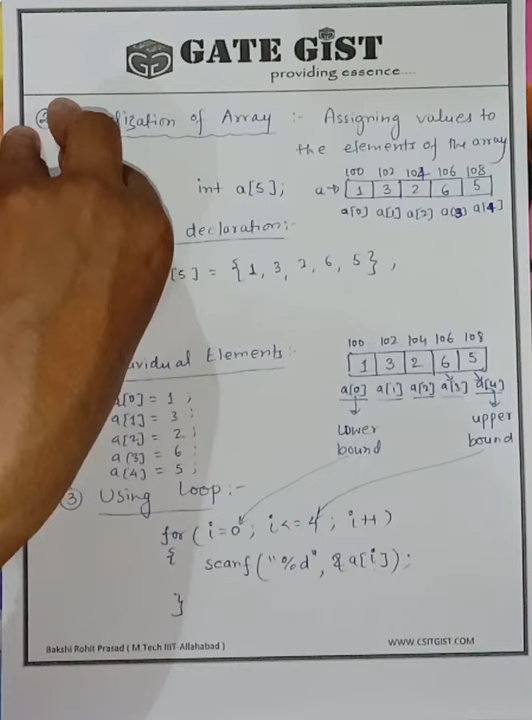 GATE GIST
providing essence....
② lization of Array :- Assigning values to
the elements of the array
100 102 104 106 108
int a[5]; a→ 1 3 2 6 5
a[0] a[1] a[2] a[3] a[4]
declaration:-
[5] = { 1, 3, 2, 6, 5 } ;
100 102 104 106 108
Elements:- 1 3 2 6 5
a[0] a[1] a[2] a[3] a[4]
a[0] = 1 ;
a[1] = 3 ;
a[2] = 2 ;
a[3] = 6 ;
a[4] = 5 ;
Lower bound
upper bound
③ Using Loop :-
for ( i=0 ; i<= 4 ; i++ )
{ scanf ("%d", &a[i]);
}
Bakshi Rohit Prasad ( M.Tech IIIT-Allahabad )
WWW.CSITGIST.COM